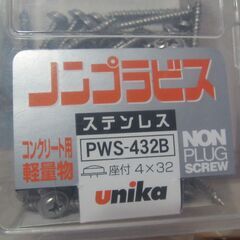 ノンプラビス
ステンレス
コンクリート用
軽量物
PWS-432B
座付 4×32
NON
PLUG
SCREW
unika